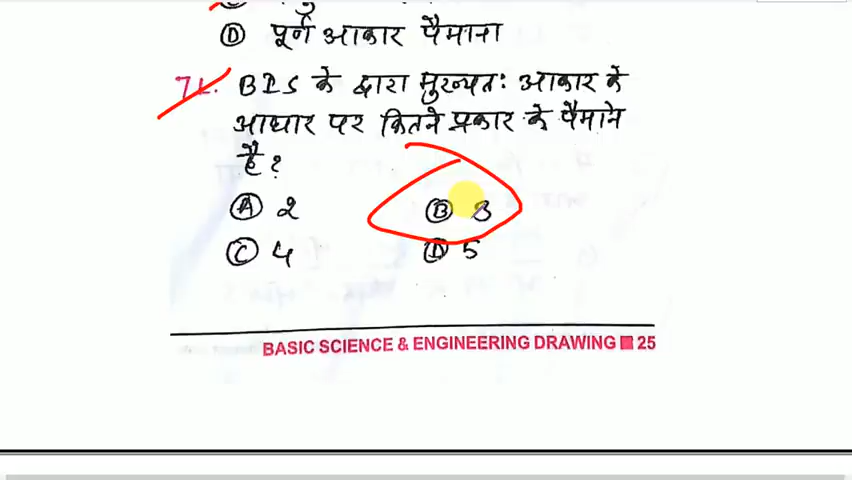 Ⓓ पूर्ण आकार पैमाना
71. BIS के द्वारा मुख्यतः आकार के
आधार पर कितने प्रकार के पैमाने
है?
Ⓐ 2 Ⓑ 3
Ⓒ 4 Ⓓ 5
BASIC SCIENCE & ENGINEERING DRAWING ■ 25